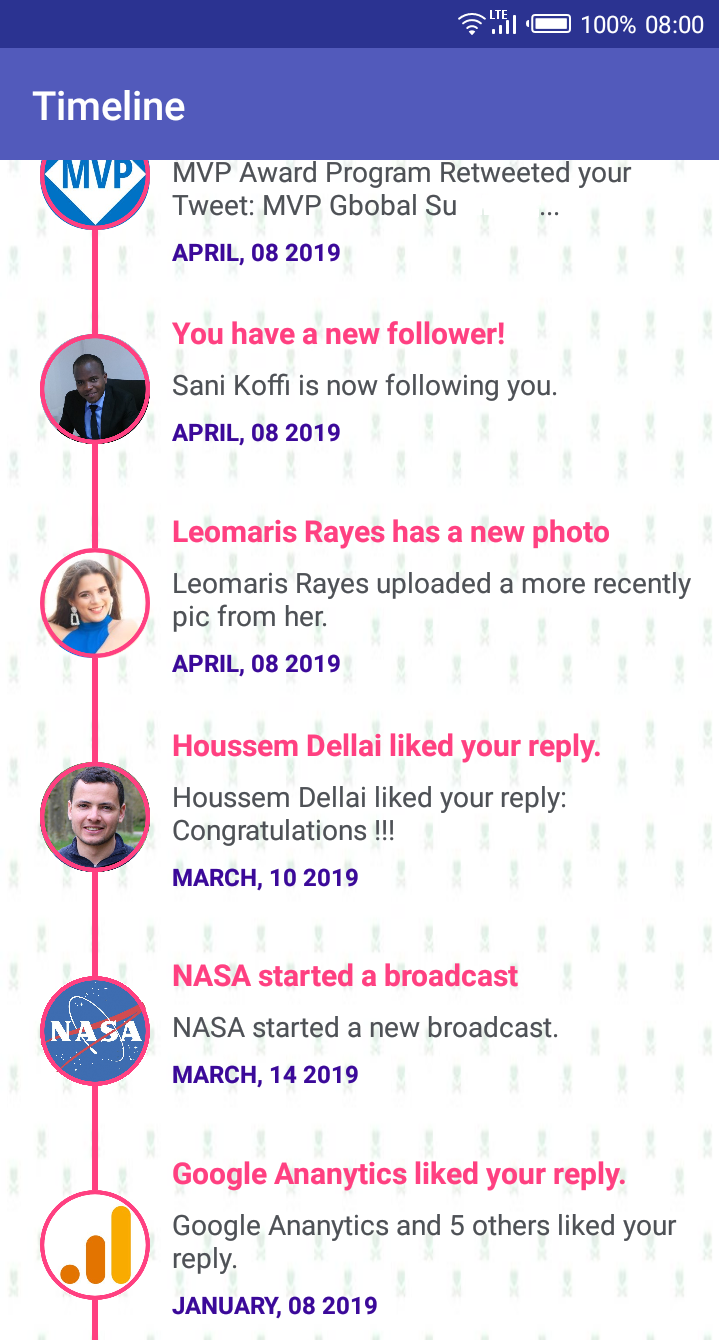 LTE 100% 08:00
Timeline
MVP
MVP Award Program Retweeted your
Tweet: MVP Gbobal Su ...
APRIL, 08 2019
You have a new follower!
Sani Koffi is now following you.
APRIL, 08 2019
Leomaris Rayes has a new photo
Leomaris Rayes uploaded a more recently
pic from her.
APRIL, 08 2019
Houssem Dellai liked your reply.
Houssem Dellai liked your reply:
Congratulations !!!
MARCH, 10 2019
NASA started a broadcast
NASA
NASA started a new broadcast.
MARCH, 14 2019
Google Ananytics liked your reply.
Google Ananytics and 5 others liked your
reply.
JANUARY, 08 2019